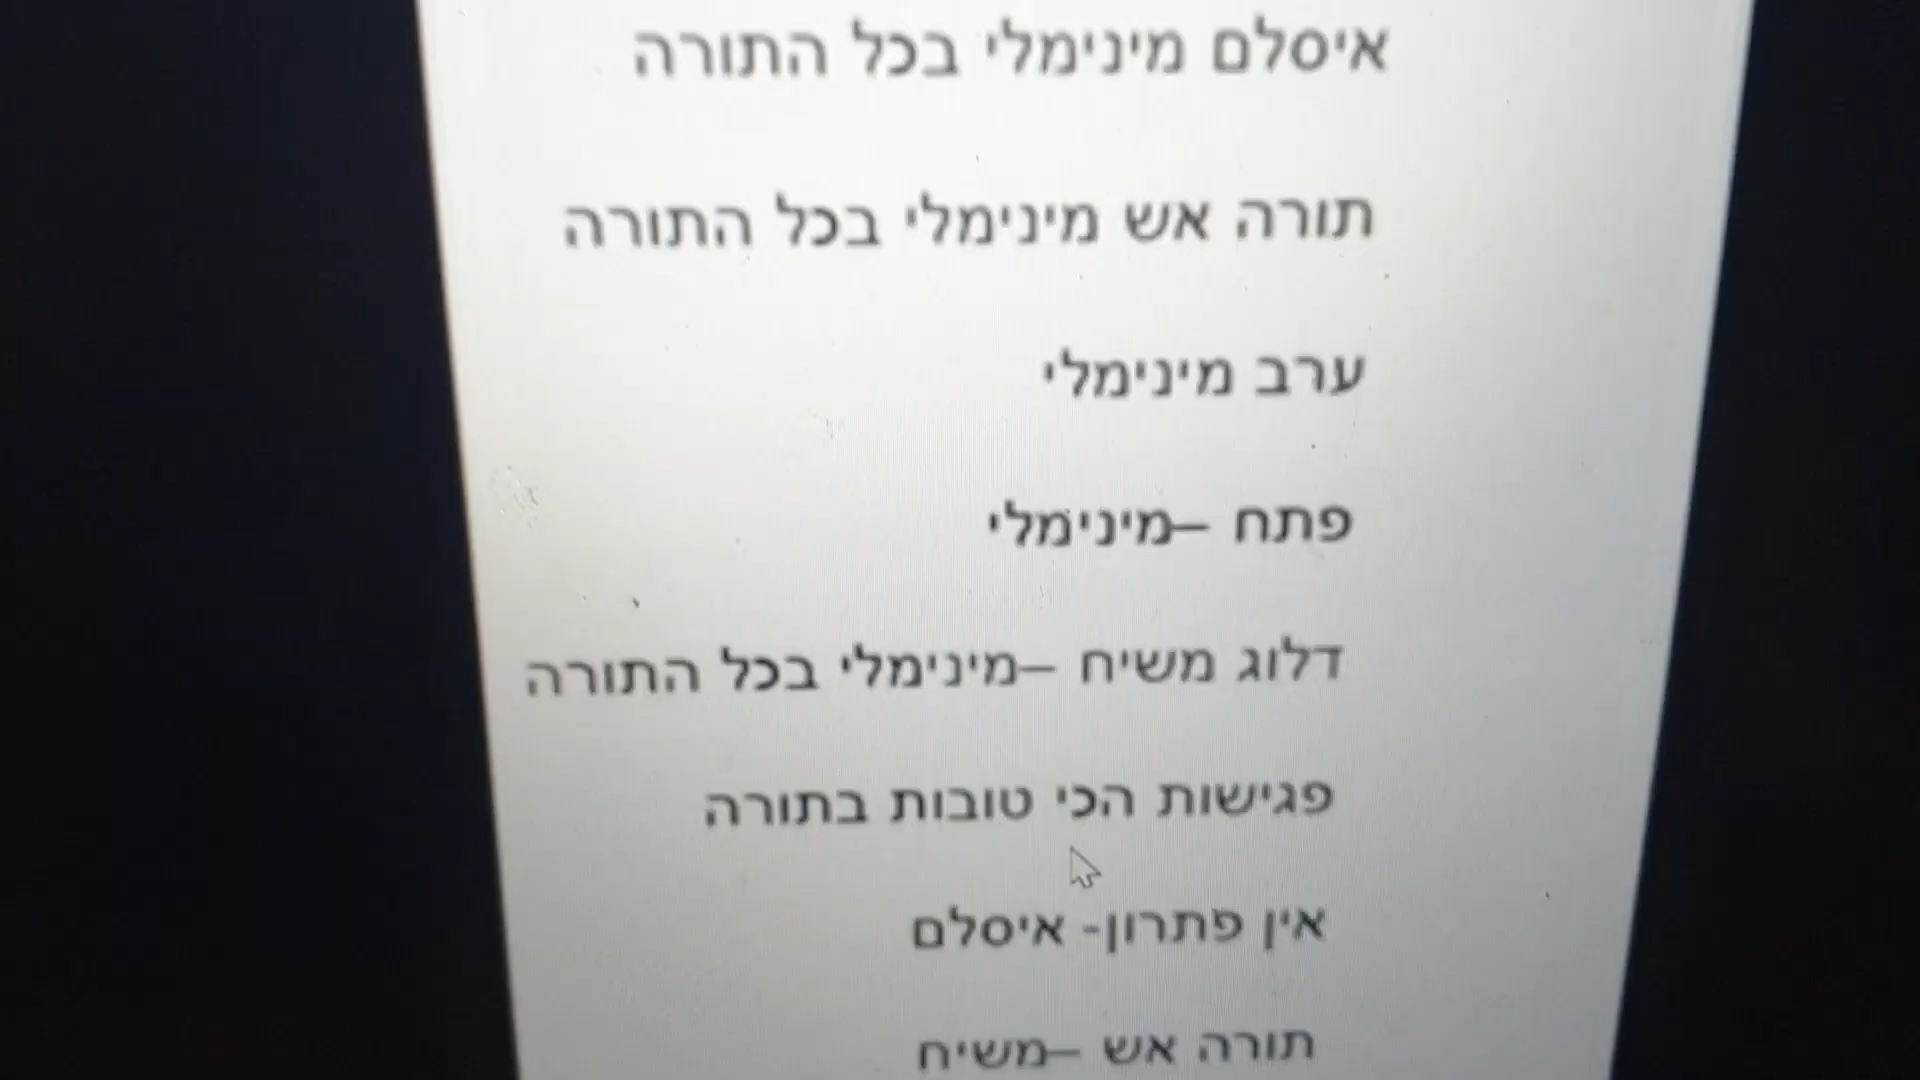 איסלם מינימלי בכל התורה
תורה אש מינימלי בכל התורה
ערב מינימלי
פתח –מינימלי
דלוג משיח –מינימלי בכל התורה
פגישות הכי טובות בתורה
אין פתרון- איסלם
תורה אש –משיח